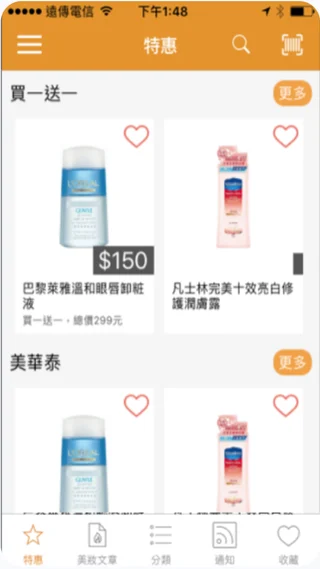 遠傳電信 下午1:48
特惠
買一送一 更多
$150
巴黎萊雅溫和眼唇卸粧
液
買一送一・總價299元
凡士林完美十效亮白修
護潤膚露
美華泰 更多
特惠 美妝文章 分類 通知 收藏